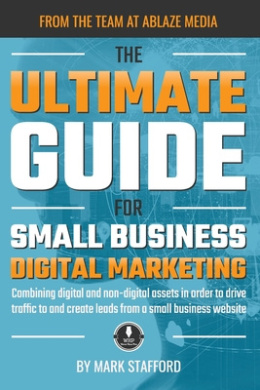 FROM THE TEAM AT ABLAZE MEDIA
THE
ULTIMATE
GUIDE
FOR
SMALL BUSINESS
DIGITAL MARKETING
Combining digital and non-digital assets in order to drive
traffic to and create leads from a small business website
BY MARK STAFFORD